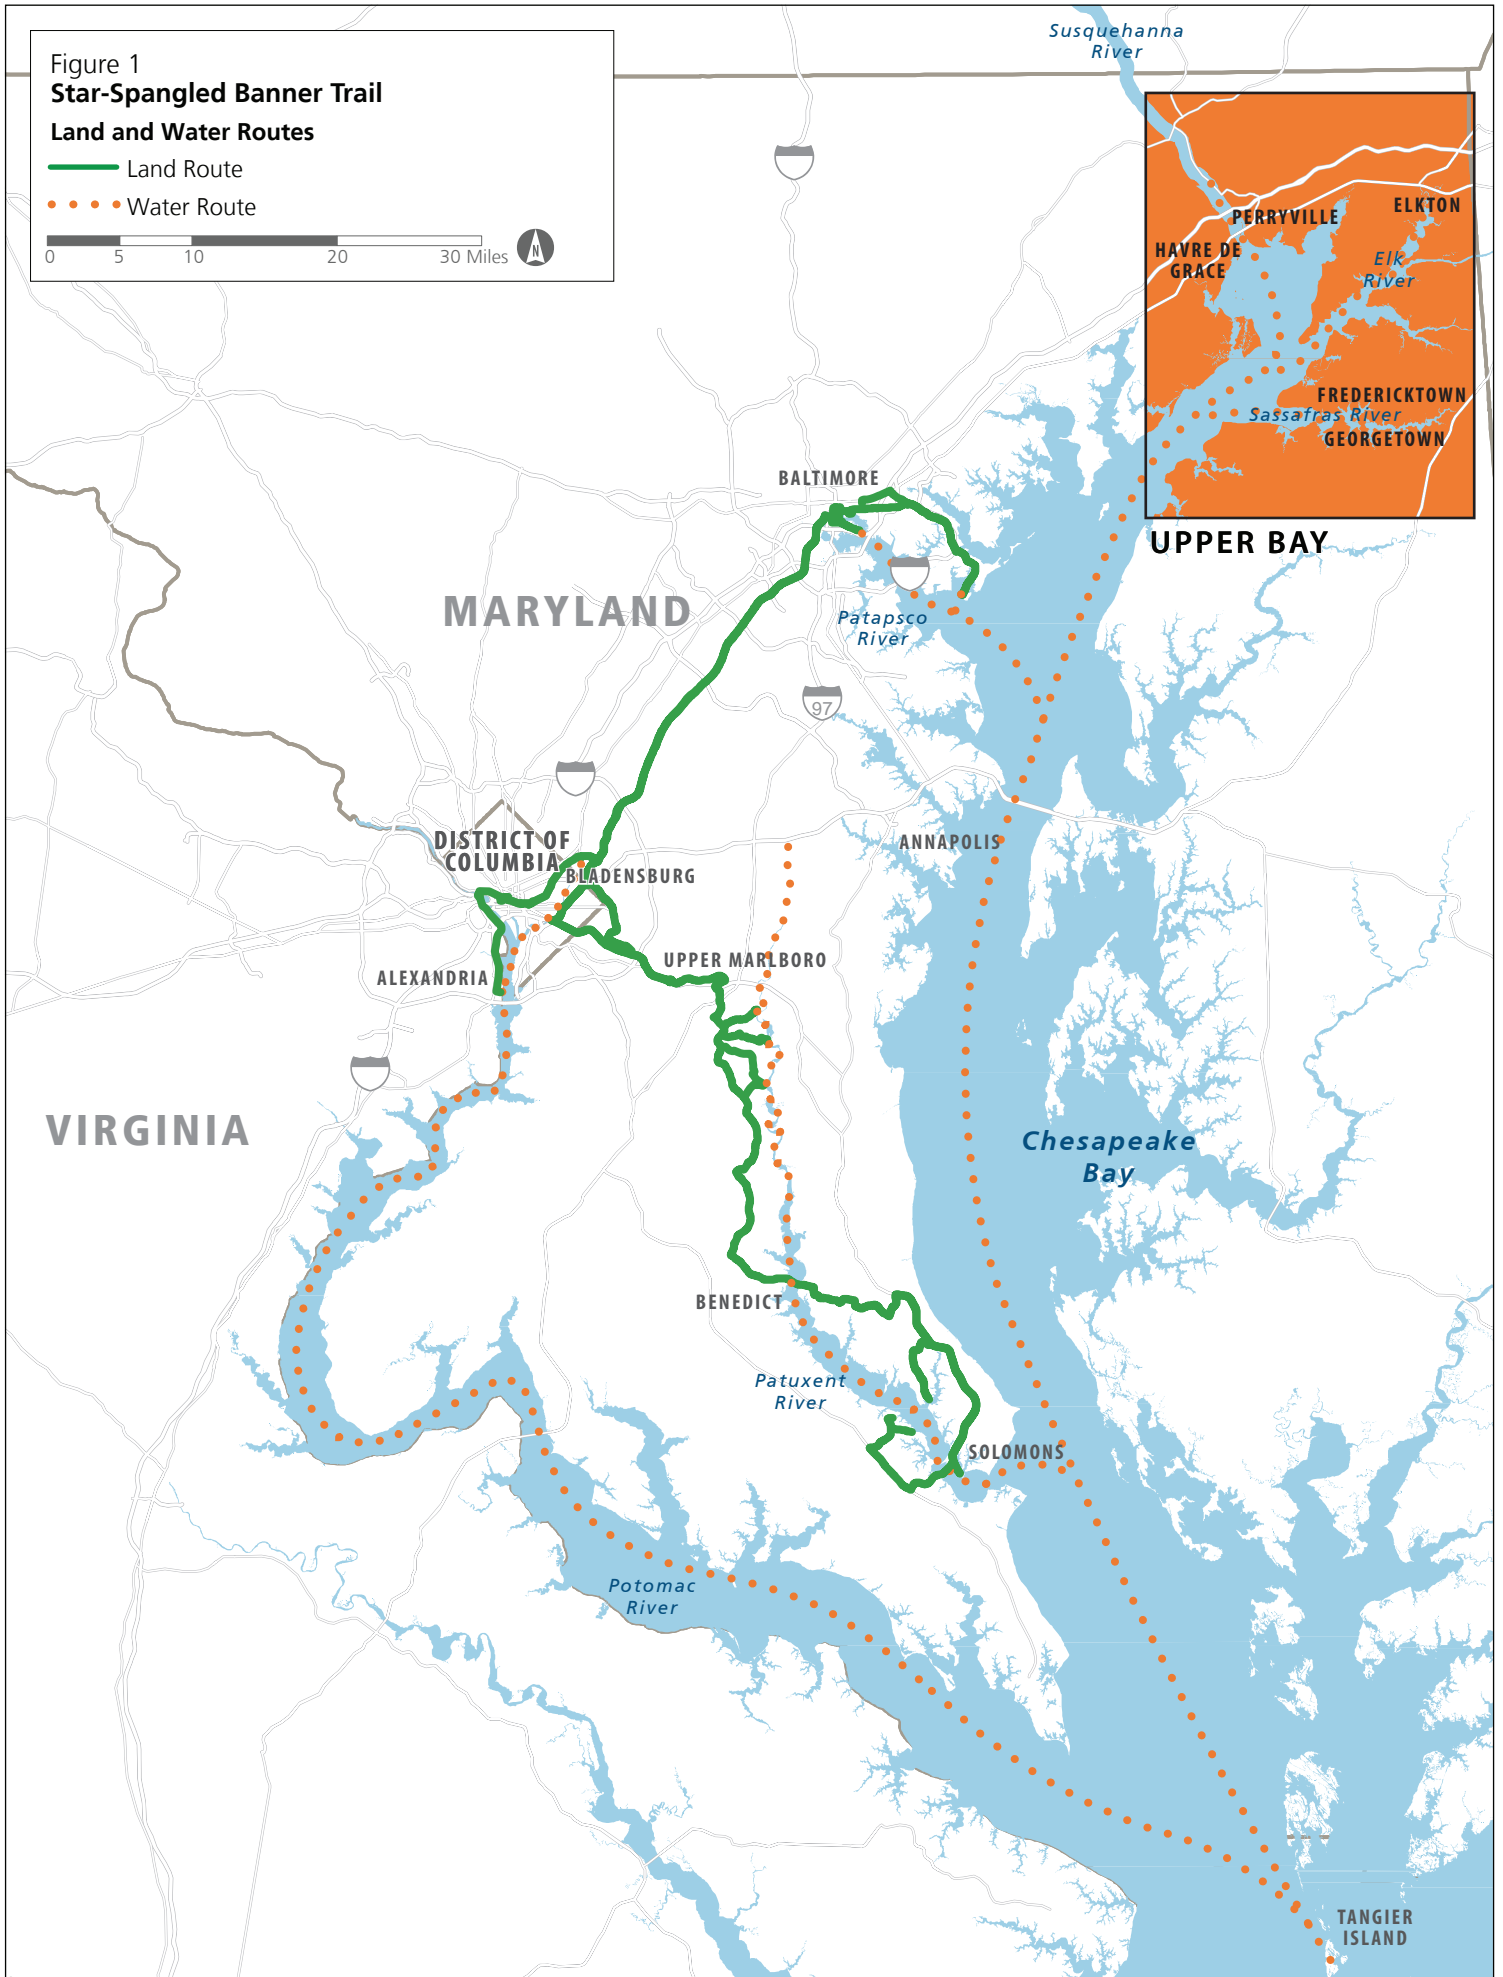 Figure 1
Star-Spangled Banner Trail
Land and Water Routes
Land Route
Water Route
0 5 10 20 30 Miles
N
Susquehanna
River
PERRYVILLE
ELKTON
HAVRE DE
GRACE
Elk
River
FREDERICKTOWN
Sassafras River
GEORGETOWN
UPPER BAY
BALTIMORE
MARYLAND
Patapsco
River
97
DISTRICT OF
COLUMBIA
BLADENSBURG
ANNAPOLIS
UPPER MARLBORO
ALEXANDRIA
VIRGINIA
Chesapeake
Bay
BENEDICT
Patuxent
River
SOLOMONS
Potomac
River
TANGIER
ISLAND